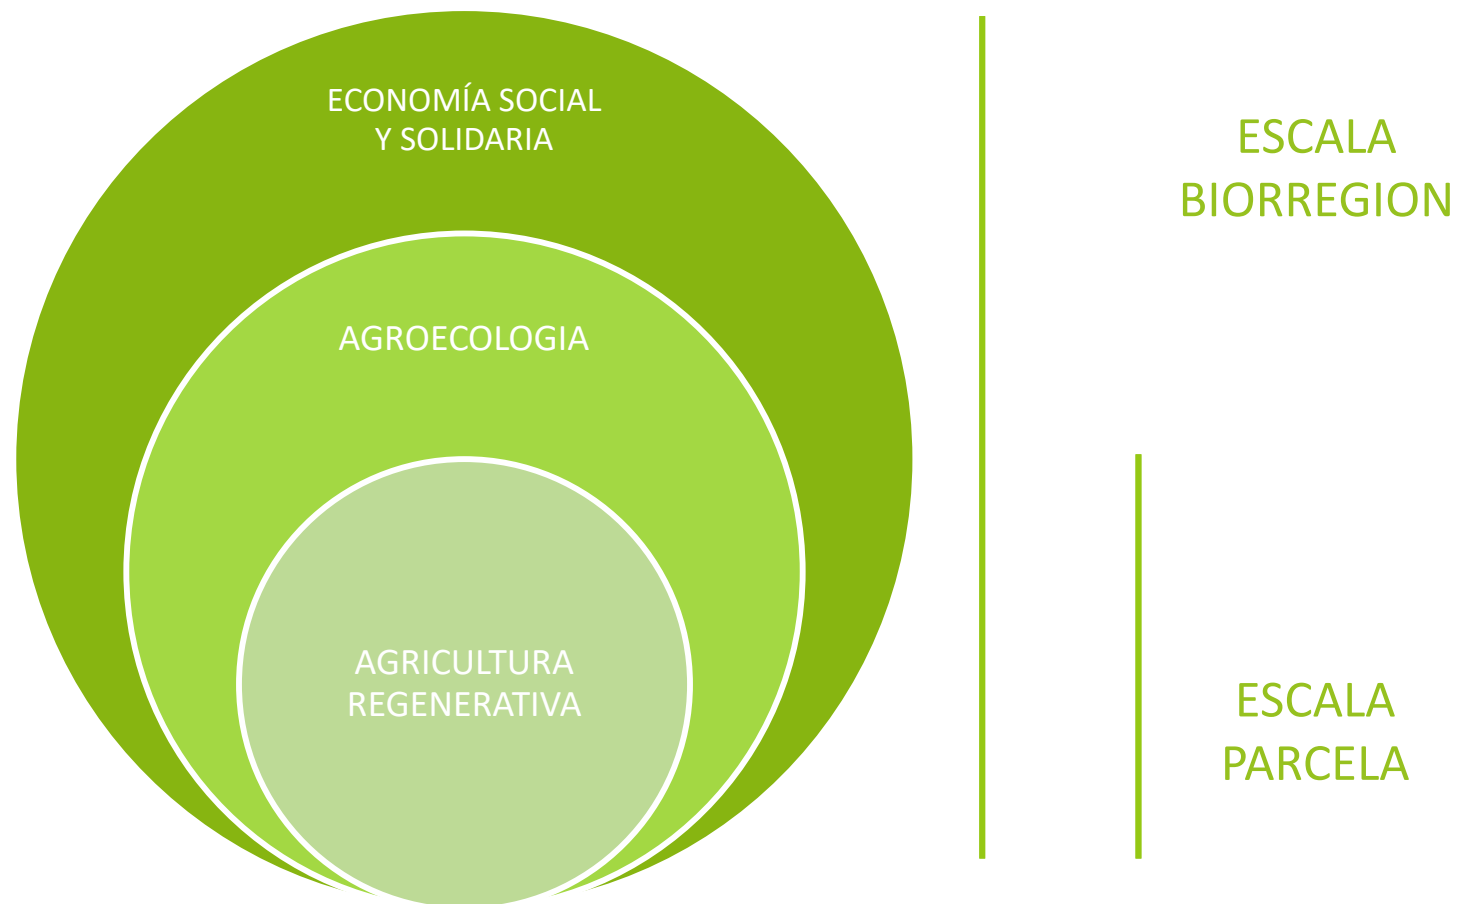 ECONOMÍA SOCIAL
Y SOLIDARIA
AGROECOLOGIA
AGRICULTURA
REGENERATIVA
ESCALA
BIORREGION
ESCALA
PARCELA